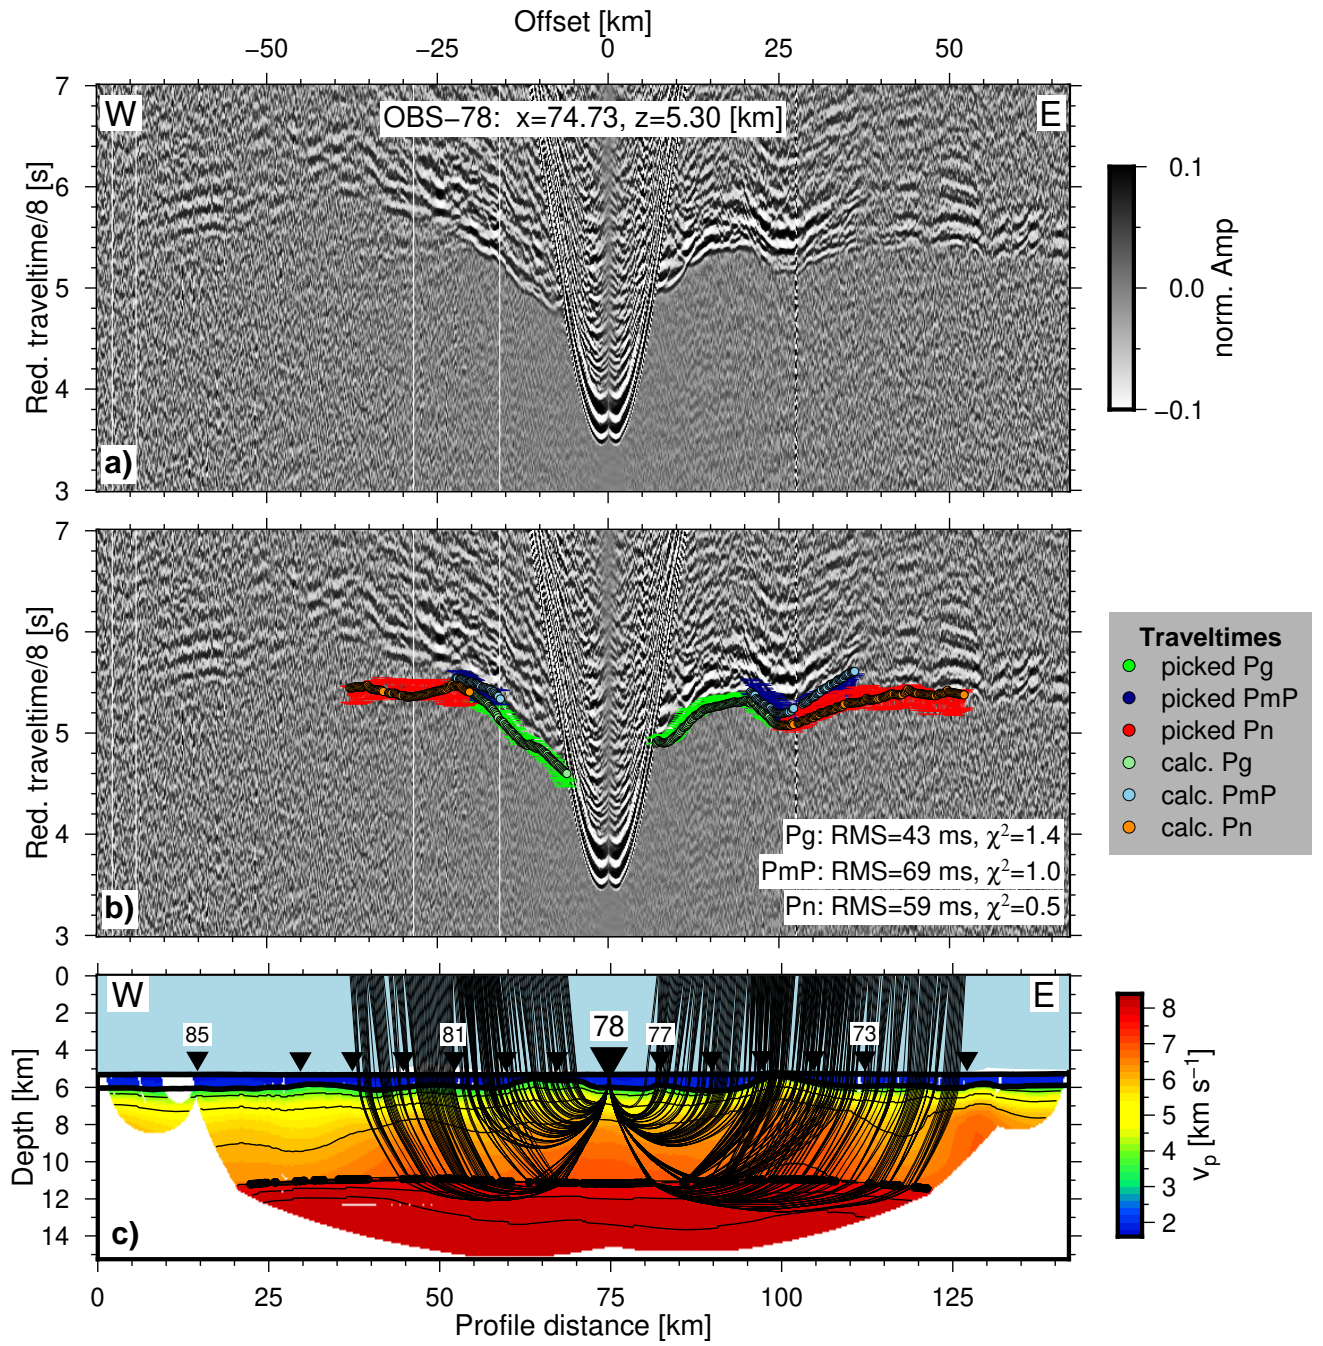 Offset [km]
−50 −25 0 25 50
W
OBS−78: x=74.73, z=5.30 [km]
E
7
6
5
4
3
Red. traveltime/8 [s]
a)
0.1
0.0
−0.1
norm. Amp
7
6
5
4
3
Red. traveltime/8 [s]
b)
Pg: RMS=43 ms, χ²=1.4
PmP: RMS=69 ms, χ²=1.0
Pn: RMS=59 ms, χ²=0.5
Traveltimes
picked Pg
picked PmP
picked Pn
calc. Pg
calc. PmP
calc. Pn
W
E
85 81 78 77 73
0
2
4
6
8
10
12
14
Depth [km]
c)
8
7
6
5
4
3
2
vp [km s−1]
0 25 50 75 100 125
Profile distance [km]